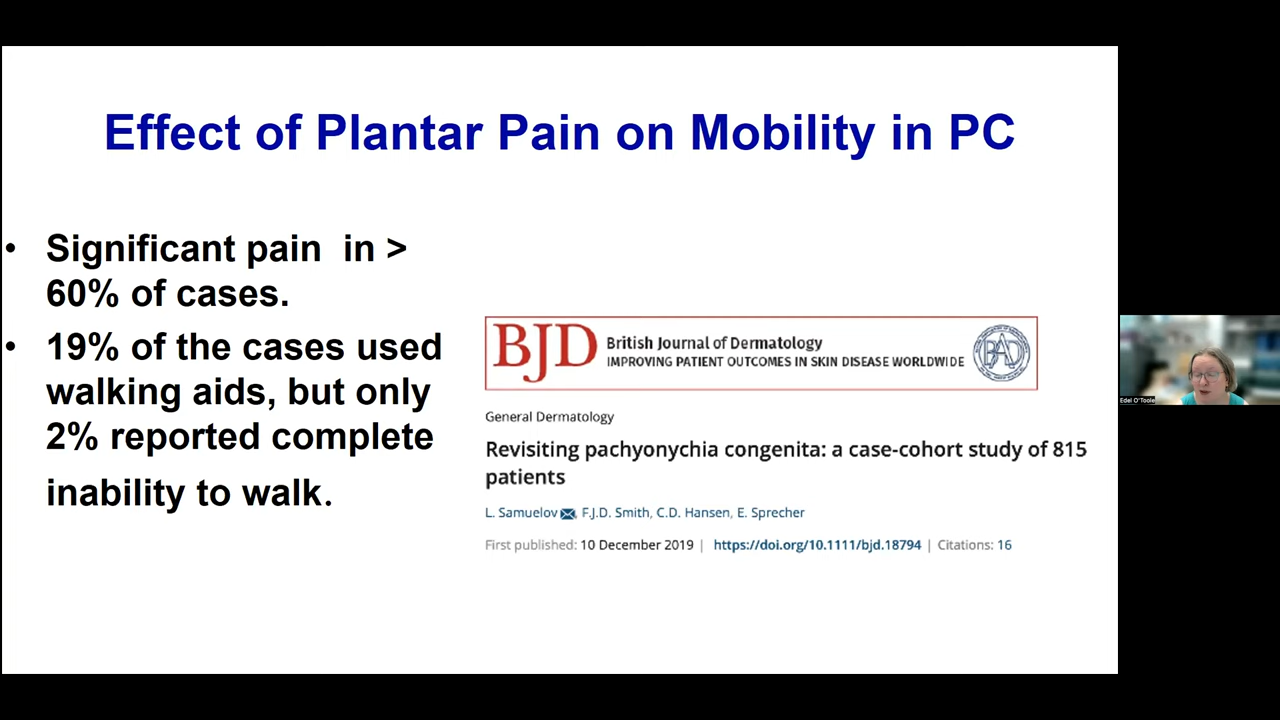 Effect of Plantar Pain on Mobility in PC
• Significant pain in >
60% of cases.
• 19% of the cases used
walking aids, but only
2% reported complete
inability to walk.
BJD
British Journal of Dermatology
IMPROVING PATIENT OUTCOMES IN SKIN DISEASE WORLDWIDE
BAD
General Dermatology
Revisiting pachyonychia congenita: a case-cohort study of 815
patients
L. Samuelov, F.J.D. Smith, C.D. Hansen, E. Sprecher
First published: 10 December 2019 | https://doi.org/10.1111/bjd.18794 | Citations: 16
Edel O'Toole